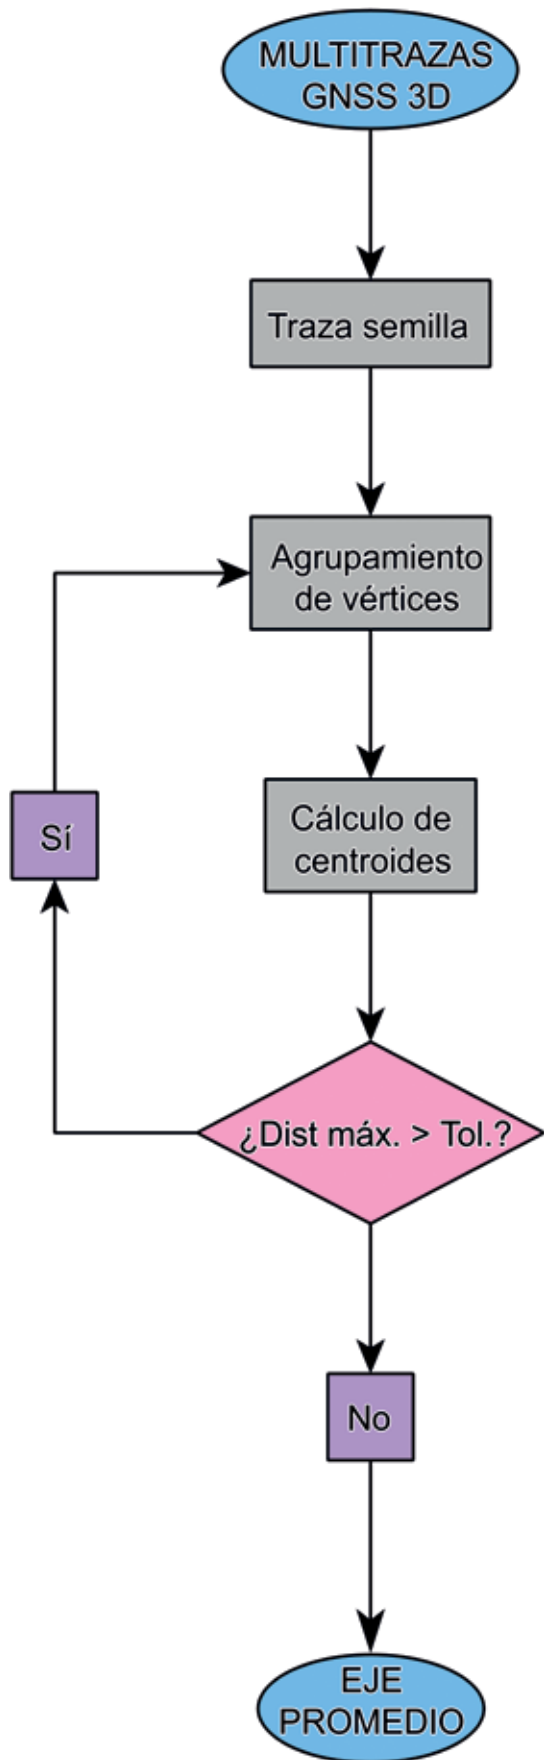 MULTITRAZAS
GNSS 3D
Traza semilla
Agrupamiento
de vértices
Cálculo de
centroides
Sí
¿Dist máx. > Tol.?
No
EJE
PROMEDIO